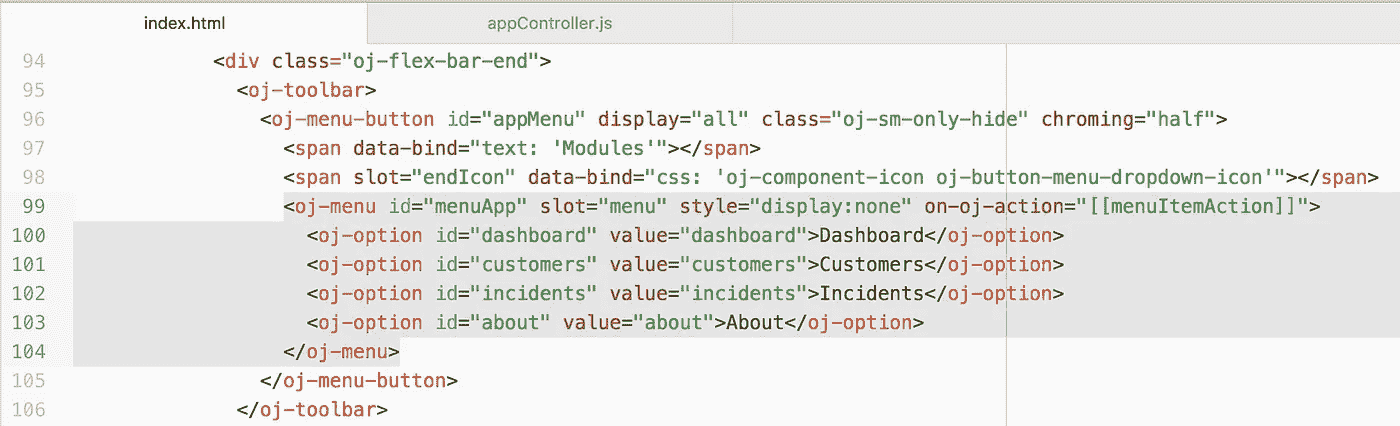 index.html appController.js
94 <div class="oj-flex-bar-end">
95 <oj-toolbar>
96 <oj-menu-button id="appMenu" display="all" class="oj-sm-only-hide" chroming="half">
97 <span data-bind="text: 'Modules'"></span>
98 <span slot="endIcon" data-bind="css: 'oj-component-icon oj-button-menu-dropdown-icon'"></span>
99 <oj-menu id="menuApp" slot="menu" style="display:none" on-oj-action="[[menuItemAction]]">
100 <oj-option id="dashboard" value="dashboard">Dashboard</oj-option>
101 <oj-option id="customers" value="customers">Customers</oj-option>
102 <oj-option id="incidents" value="incidents">Incidents</oj-option>
103 <oj-option id="about" value="about">About</oj-option>
104 </oj-menu>
105 </oj-menu-button>
106 </oj-toolbar>